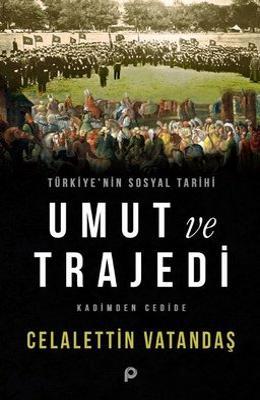 TÜRKİYE'NİN SOSYAL TARİHİ
UMUT ve
TRAJEDİ
KADİMDEN CEDİDE
CELALETTİN VATANDAŞ
p